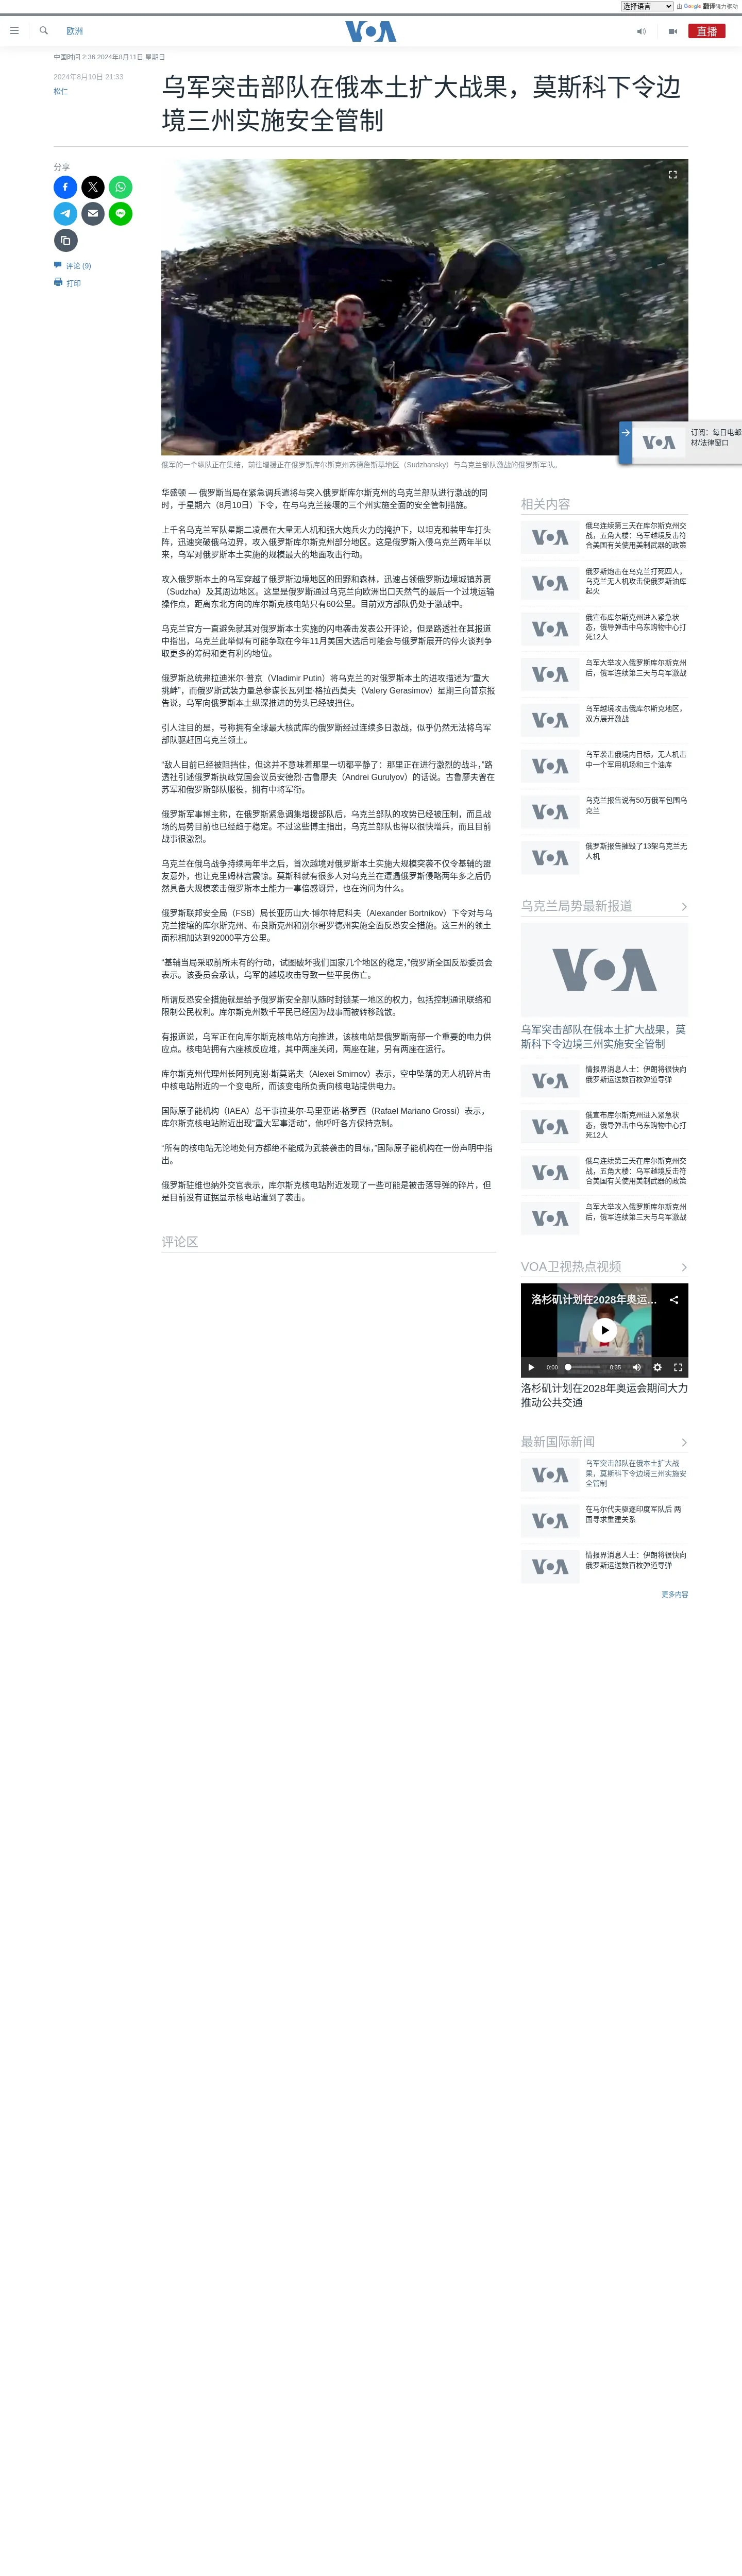 选择语言 由 Google 翻译强力驱动
欧洲
VOA
直播
中国时间 2:36 2024年8月11日 星期日
2024年8月10日 21:33
松仁
乌军突击部队在俄本土扩大战果，莫斯科下令边
境三州实施安全管制
分享
评论 (9)
打印
俄军的一个纵队正在集结，前往增援正在俄罗斯库尔斯克州苏德詹斯基地区（Sudzhansky）与乌克兰部队激战的俄罗斯军队。
订阅：每日电邮
材/法律窗口
华盛顿 — 俄罗斯当局在紧急调兵遣将与突入俄罗斯库尔斯克州的乌克兰部队进行激战的同
时，于星期六（8月10日）下令，在与乌克兰接壤的三个州实施全面的安全管制措施。
上千名乌克兰军队星期二凌晨在大量无人机和强大炮兵火力的掩护下，以坦克和装甲车打头
阵，迅速突破俄乌边界，攻入俄罗斯库尔斯克州部分地区。这是俄罗斯入侵乌克兰两年半以
来，乌军对俄罗斯本土实施的规模最大的地面攻击行动。
攻入俄罗斯本土的乌军穿越了俄罗斯边境地区的田野和森林，迅速占领俄罗斯边境城镇苏贾
（Sudzha）及其周边地区。这里是俄罗斯通过乌克兰向欧洲出口天然气的最后一个过境运输
操作点，距离东北方向的库尔斯克核电站只有60公里。目前双方部队仍处于激战中。
乌克兰官方一直避免就其对俄罗斯本土实施的闪电袭击发表公开评论，但是路透社在其报道
中指出，乌克兰此举似有可能争取在今年11月美国大选后可能会与俄罗斯展开的停火谈判争
取更多的筹码和更有利的地位。
俄罗斯总统弗拉迪米尔·普京（Vladimir Putin）将乌克兰的对俄罗斯本土的进攻描述为“重大
挑衅”，而俄罗斯武装力量总参谋长瓦列里·格拉西莫夫（Valery Gerasimov）星期三向普京报
告说，乌军向俄罗斯本土纵深推进的势头已经被挡住。
引人注目的是，号称拥有全球最大核武库的俄罗斯经过连续多日激战，似乎仍然无法将乌军
部队驱赶回乌克兰领土。
“敌人目前已经被阻挡住，但这并不意味着那里一切都平静了：那里正在进行激烈的战斗，”路
透社引述俄罗斯执政党国会议员安德烈·古鲁廖夫（Andrei Gurulyov）的话说。古鲁廖夫曾在
苏军和俄罗斯部队服役，拥有中将军衔。
俄罗斯军事博主称，在俄罗斯紧急调集增援部队后，乌克兰部队的攻势已经被压制，而且战
场的局势目前也已经趋于稳定。不过这些博主指出，乌克兰部队也得以很快增兵，而且目前
战事很激烈。
乌克兰在俄乌战争持续两年半之后，首次越境对俄罗斯本土实施大规模突袭不仅令基辅的盟
友意外，也让克里姆林宫震惊。莫斯科就有很多人对乌克兰在遭遇俄罗斯侵略两年多之后仍
然具备大规模袭击俄罗斯本土能力一事倍感讶异，也在询问为什么。
俄罗斯联邦安全局（FSB）局长亚历山大·博尔特尼科夫（Alexander Bortnikov）下令对与乌
克兰接壤的库尔斯克州、布良斯克州和别尔哥罗德州实施全面反恐安全措施。这三州的领土
面积相加达到92000平方公里。
“基辅当局采取前所未有的行动，试图破坏我们国家几个地区的稳定，”俄罗斯全国反恐委员会
表示。该委员会承认，乌军的越境攻击导致一些平民伤亡。
所谓反恐安全措施就是给予俄罗斯安全部队随时封锁某一地区的权力，包括控制通讯联络和
限制公民权利。库尔斯克州数千平民已经因为战事而被转移疏散。
有报道说，乌军正在向库尔斯克核电站方向推进，该核电站是俄罗斯南部一个重要的电力供
应点。核电站拥有六座核反应堆，其中两座关闭，两座在建，另有两座在运行。
库尔斯克州代理州长阿列克谢·斯莫诺夫（Alexei Smirnov）表示，空中坠落的无人机碎片击
中核电站附近的一个变电所，而该变电所负责向核电站提供电力。
国际原子能机构（IAEA）总干事拉斐尔·马里亚诺·格罗西（Rafael Mariano Grossi）表示，
库尔斯克核电站附近出现“重大军事活动”，他呼吁各方保持克制。
“所有的核电站无论地处何方都绝不能成为武装袭击的目标，”国际原子能机构在一份声明中指
出。
俄罗斯驻维也纳外交官表示，库尔斯克核电站附近发现了一些可能是被击落导弹的碎片，但
是目前没有证据显示核电站遭到了袭击。
评论区
相关内容
VOA
俄乌连续第三天在库尔斯克州交
战，五角大楼：乌军越境反击符
合美国有关使用美制武器的政策
VOA
俄罗斯炮击在乌克兰打死四人，
乌克兰无人机攻击使俄罗斯油库
起火
VOA
俄宣布库尔斯克州进入紧急状
态，俄导弹击中乌东购物中心打
死12人
VOA
乌军大举攻入俄罗斯库尔斯克州
后，俄军连续第三天与乌军激战
VOA
乌军越境攻击俄库尔斯克地区，
双方展开激战
VOA
乌军袭击俄境内目标，无人机击
中一个军用机场和三个油库
VOA
乌克兰报告说有50万俄军包围乌
克兰
VOA
俄罗斯报告摧毁了13架乌克兰无
人机
乌克兰局势最新报道
VOA
乌军突击部队在俄本土扩大战果，莫
斯科下令边境三州实施安全管制
VOA
情报界消息人士：伊朗将很快向
俄罗斯运送数百枚弹道导弹
VOA
俄宣布库尔斯克州进入紧急状
态，俄导弹击中乌东购物中心打
死12人
VOA
俄乌连续第三天在库尔斯克州交
战，五角大楼：乌军越境反击符
合美国有关使用美制武器的政策
VOA
乌军大举攻入俄罗斯库尔斯克州
后，俄军连续第三天与乌军激战
VOA卫视热点视频
洛杉矶计划在2028年奥运...
0:00 0:35
洛杉矶计划在2028年奥运会期间大力
推动公共交通
最新国际新闻
VOA
乌军突击部队在俄本土扩大战
果，莫斯科下令边境三州实施安
全管制
VOA
在马尔代夫驱逐印度军队后 两
国寻求重建关系
VOA
情报界消息人士：伊朗将很快向
俄罗斯运送数百枚弹道导弹
更多内容